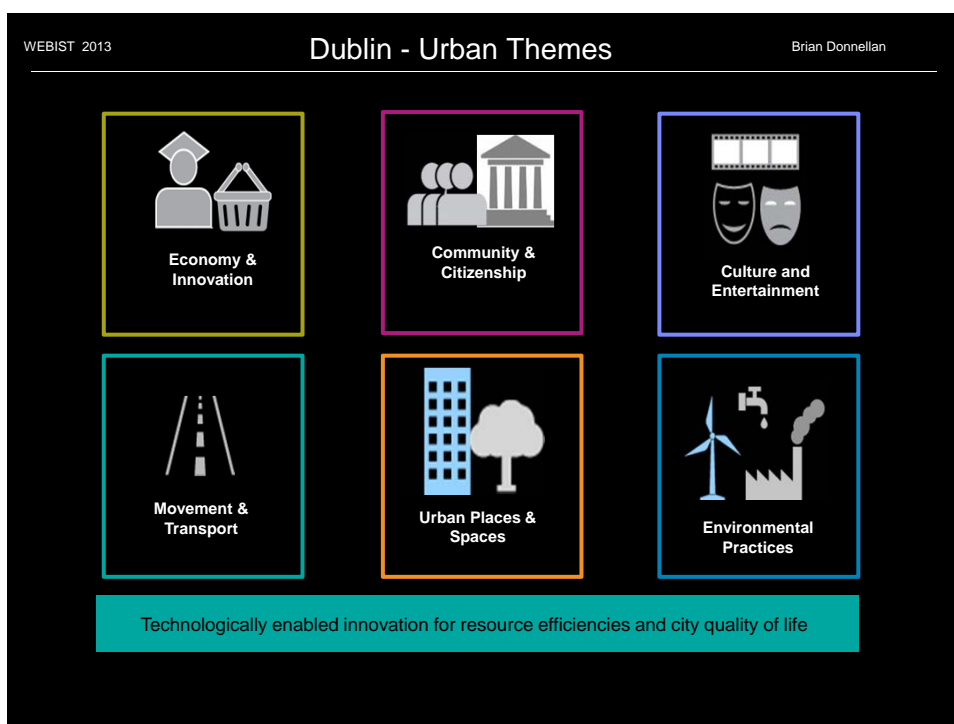 WEBIST 2013
Dublin - Urban Themes
Brian Donnellan
Economy &
Innovation
Community &
Citizenship
Culture and
Entertainment
Movement &
Transport
Urban Places &
Spaces
Environmental
Practices
Technologically enabled innovation for resource efficiencies and city quality of life